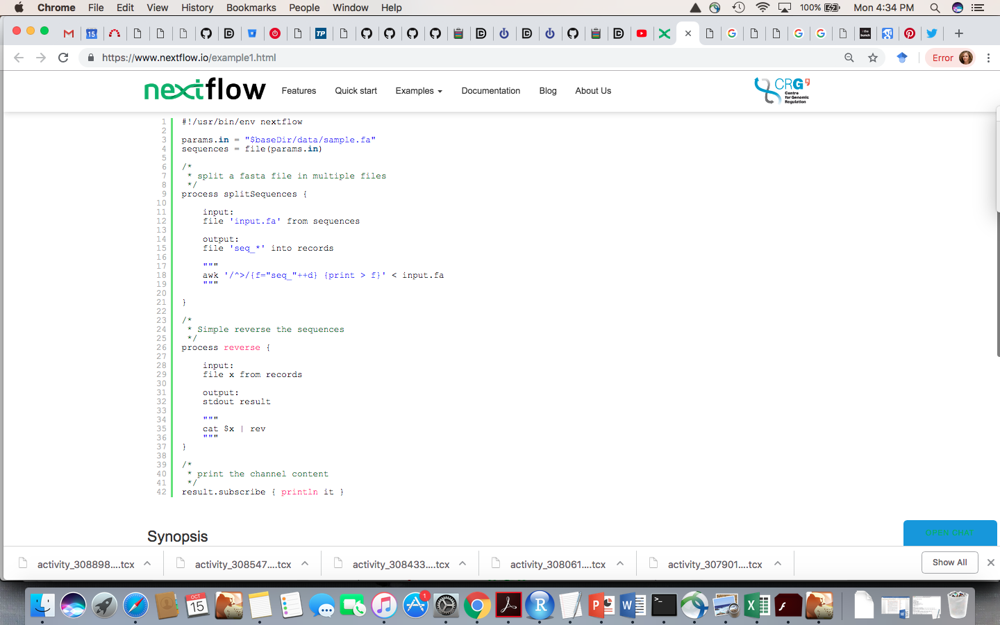 Chrome File Edit View History Bookmarks People Window Help 100% Mon 4:34 PM
15 TP
https://www.nextflow.io/example1.html Error
nextflow Features Quick start Examples Documentation Blog About Us CRG
Centre
for Genomic
Regulation
1 #!/usr/bin/env nextflow
2
3 params.in = "$baseDir/data/sample.fa"
4 sequences = file(params.in)
5
6 /*
7 * split a fasta file in multiple files
8 */
9 process splitSequences {
10
11 input:
12 file 'input.fa' from sequences
13
14 output:
15 file 'seq_*' into records
16
17 """
18 awk '/^>/{f="seq_"++d} {print > f}' < input.fa
19 """
20
21 }
22
23 /*
24 * Simple reverse the sequences
25 */
26 process reverse {
27
28 input:
29 file x from records
30
31 output:
32 stdout result
33
34 """
35 cat $x | rev
36 """
37 }
38
39 /*
40 * print the channel content
41 */
42 result.subscribe { println it }
Synopsis
activity_308898....tcx activity_308547....tcx activity_308433....tcx activity_308061....tcx activity_307901....tcx Show All
OCT
15
1